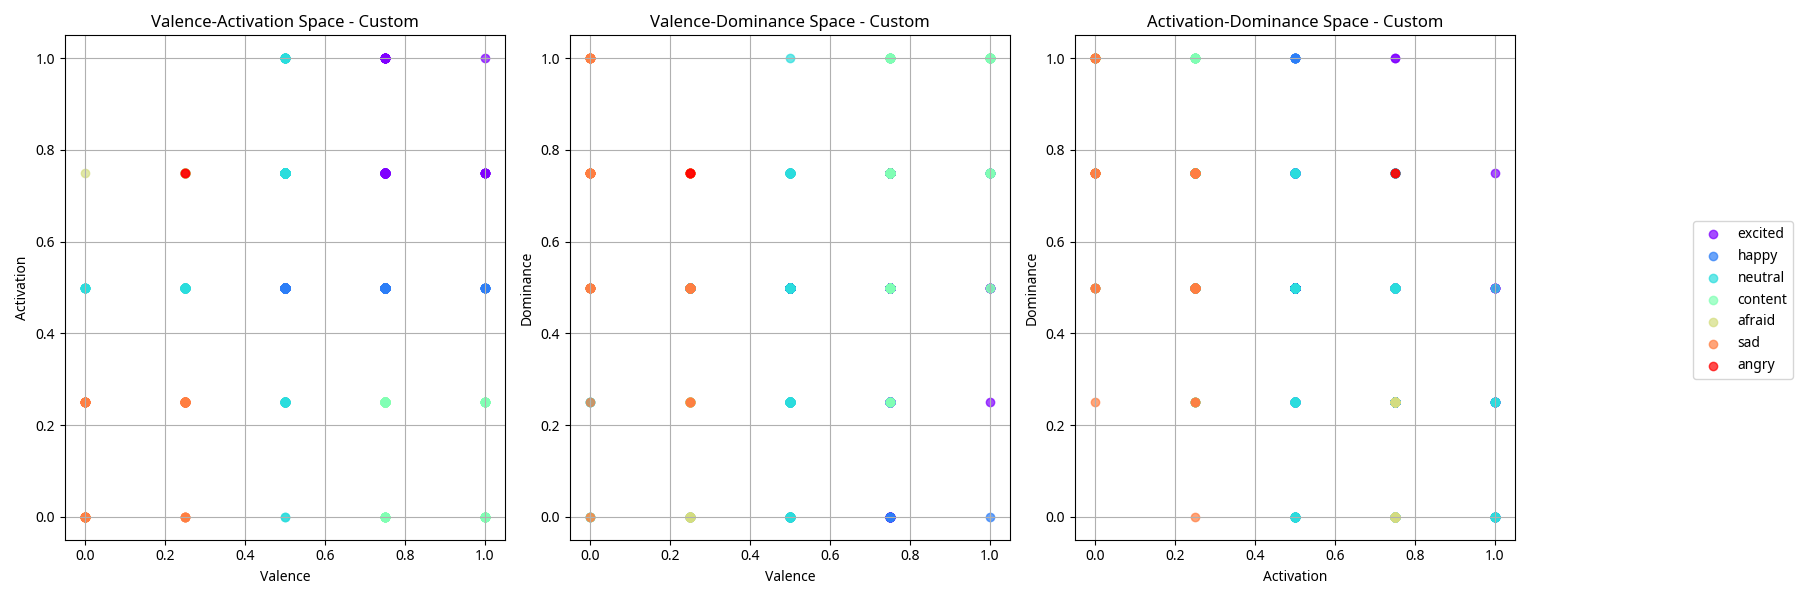 Valence-Activation Space - Custom
1.0
0.8
0.6
0.4
0.2
0.0
Activation
0.0 0.2 0.4 0.6 0.8 1.0
Valence
Valence-Dominance Space - Custom
1.0
0.8
0.6
0.4
0.2
0.0
Dominance
0.0 0.2 0.4 0.6 0.8 1.0
Valence
Activation-Dominance Space - Custom
1.0
0.8
0.6
0.4
0.2
0.0
Dominance
0.0 0.2 0.4 0.6 0.8 1.0
Activation
excited
happy
neutral
content
afraid
sad
angry